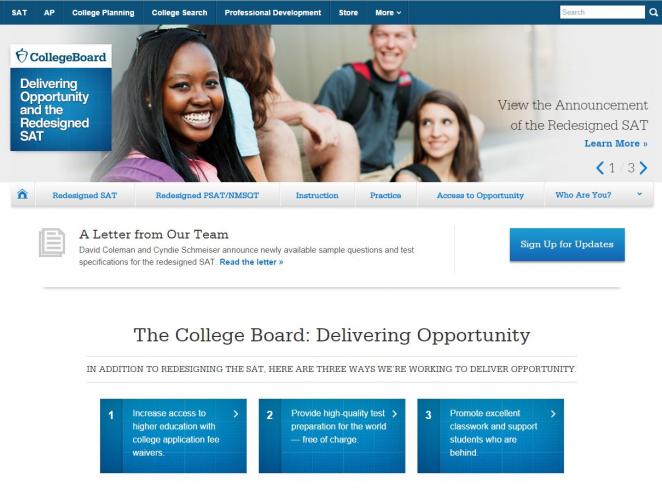 SAT AP College Planning College Search Professional Development Store More Search
CollegeBoard
Delivering
Opportunity
and the
Redesigned
SAT
View the Announcement
of the Redesigned SAT
Learn More »
1 / 3
Redesigned SAT Redesigned PSAT/NMSQT Instruction Practice Access to Opportunity Who Are You?
A Letter from Our Team
David Coleman and Cyndie Schmeiser announce newly available sample questions and test
specifications for the redesigned SAT. Read the letter »
Sign Up for Updates
The College Board: Delivering Opportunity
IN ADDITION TO REDESIGNING THE SAT, HERE ARE THREE WAYS WE'RE WORKING TO DELIVER OPPORTUNITY.
1 Increase access to
higher education with
college application fee
waivers.
2 Provide high-quality test
preparation for the world
— free of charge.
3 Promote excellent
classwork and support
students who are
behind.